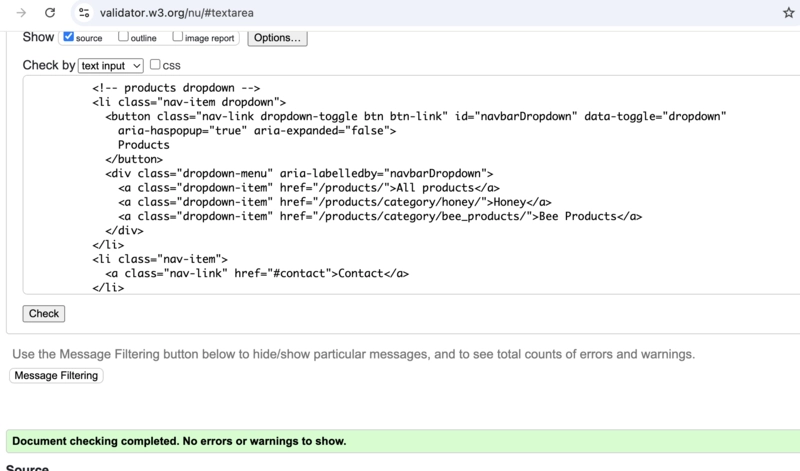 validator.w3.org/nu/#textarea
Show source outline image report Options...
Check by text input css
<!-- products dropdown -->
<li class="nav-item dropdown">
<button class="nav-link dropdown-toggle btn btn-link" id="navbarDropdown" data-toggle="dropdown"
aria-haspopup="true" aria-expanded="false">
Products
</button>
<div class="dropdown-menu" aria-labelledby="navbarDropdown">
<a class="dropdown-item" href="/products/">All products</a>
<a class="dropdown-item" href="/products/category/honey/">Honey</a>
<a class="dropdown-item" href="/products/category/bee_products/">Bee Products</a>
</div>
</li>
<li class="nav-item">
<a class="nav-link" href="#contact">Contact</a>
</li>
Check
Use the Message Filtering button below to hide/show particular messages, and to see total counts of errors and warnings.
Message Filtering
Document checking completed. No errors or warnings to show.
Source